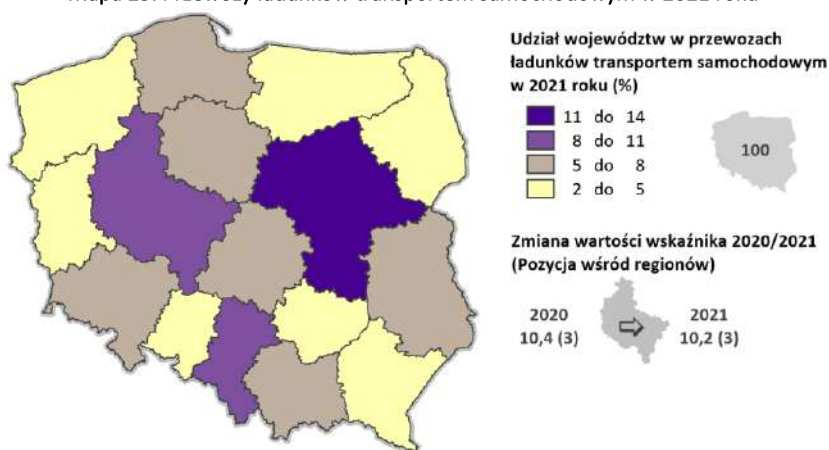 Udział województw w przewozach
ładunków transportem samochodowym
w 2021 roku (%)
11 do 14
8 do 11
5 do 8
2 do 5
100
Zmiana wartości wskaźnika 2020/2021
(Pozycja wśród regionów)
2020
10,4 (3)
2021
10,2 (3)